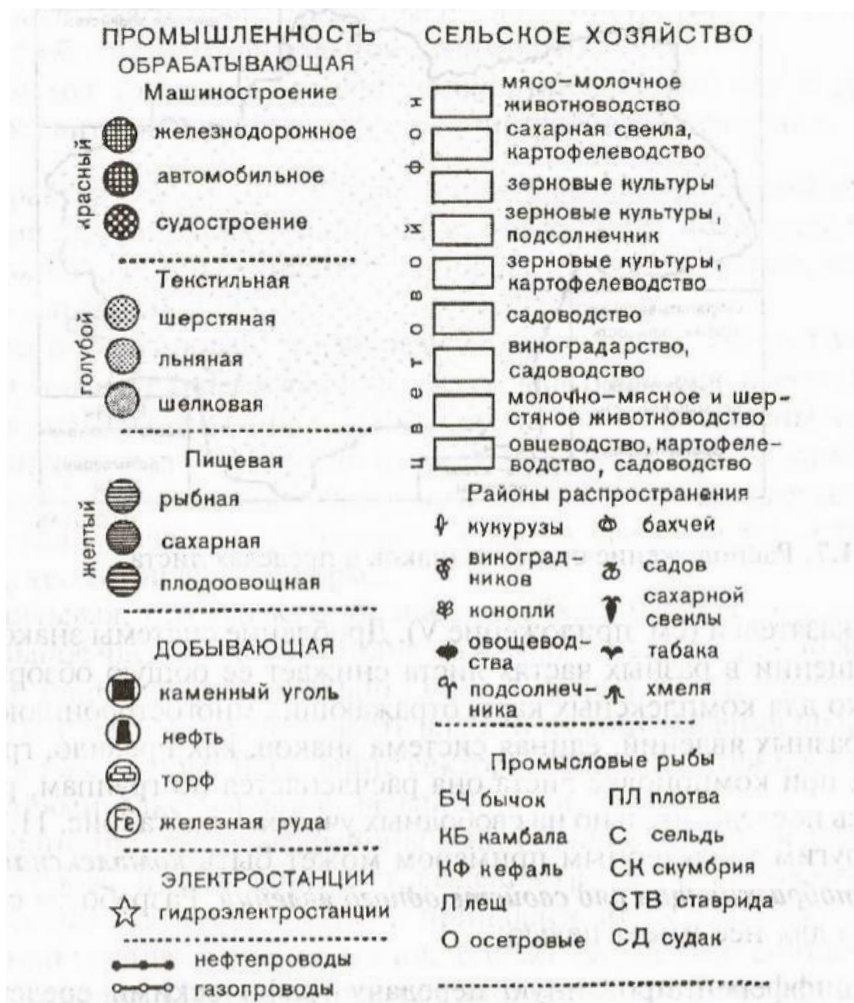 ПРОМЫШЛЕННОСТЬ
ОБРАБАТЫВАЮЩАЯ
Машиностроение
красный
железнодорожное
автомобильное
судостроение
Текстильная
голубой
шерстяная
льняная
шелковая
Пищевая
желтый
рыбная
сахарная
плодоовощная
ДОБЫВАЮЩАЯ
каменный уголь
нефть
торф
Fe железная руда
ЭЛЕКТРОСТАНЦИИ
гидроэлектростанции
нефтепроводы
газопроводы
СЕЛЬСКОЕ ХОЗЯЙСТВО
цветовой фон
мясо-молочное
животноводство
сахарная свекла,
картофелеводство
зерновые культуры
зерновые культуры,
подсолнечник
зерновые культуры,
картофелеводство
садоводство
виноградарство,
садоводство
молочно-мясное и шер-
стяное животноводство
овощеводство, картофеле-
водство, садоводство
Районы распространения
кукурузы
виноград-
ников
конопли
овощевод-
ства
подсолнеч-
ника
бахчей
садов
сахарной
свеклы
табака
хмеля
Промысловые рыбы
БЧ бычок
КБ камбала
КФ кефаль
Л лещ
О осетровые
ПЛ плотва
С сельдь
СК скумбрия
СТВ ставрида
СД судак